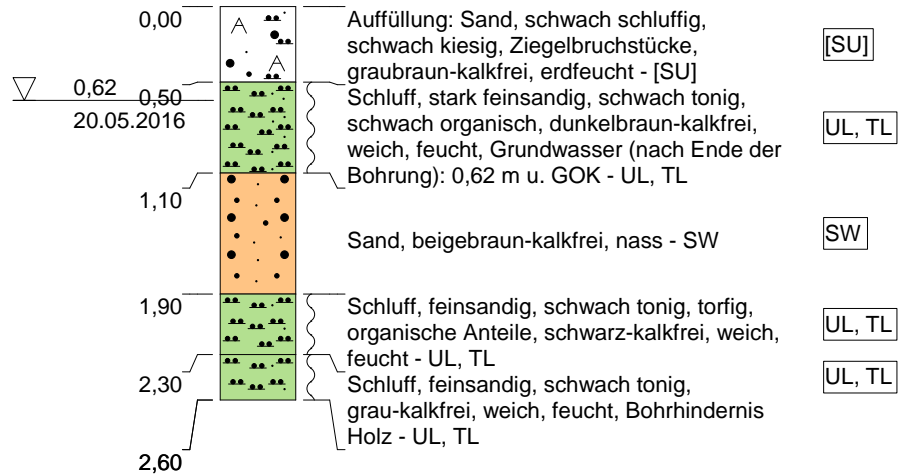 0,00
Auffüllung: Sand, schwach schluffig,
schwach kiesig, Ziegelbruchstücke,
graubraun-kalkfrei, erdfeucht - [SU]
[SU]
A
A
0,62
20.05.2016
0,50
Schluff, stark feinsandig, schwach tonig,
schwach organisch, dunkelbraun-kalkfrei,
weich, feucht, Grundwasser (nach Ende der
Bohrung): 0,62 m u. GOK - UL, TL
UL, TL
1,10
Sand, beigebraun-kalkfrei, nass - SW
SW
1,90
Schluff, feinsandig, schwach tonig, torfig,
organische Anteile, schwarz-kalkfrei, weich,
feucht - UL, TL
UL, TL
2,30
Schluff, feinsandig, schwach tonig,
grau-kalkfrei, weich, feucht, Bohrhindernis
Holz - UL, TL
UL, TL
2,60